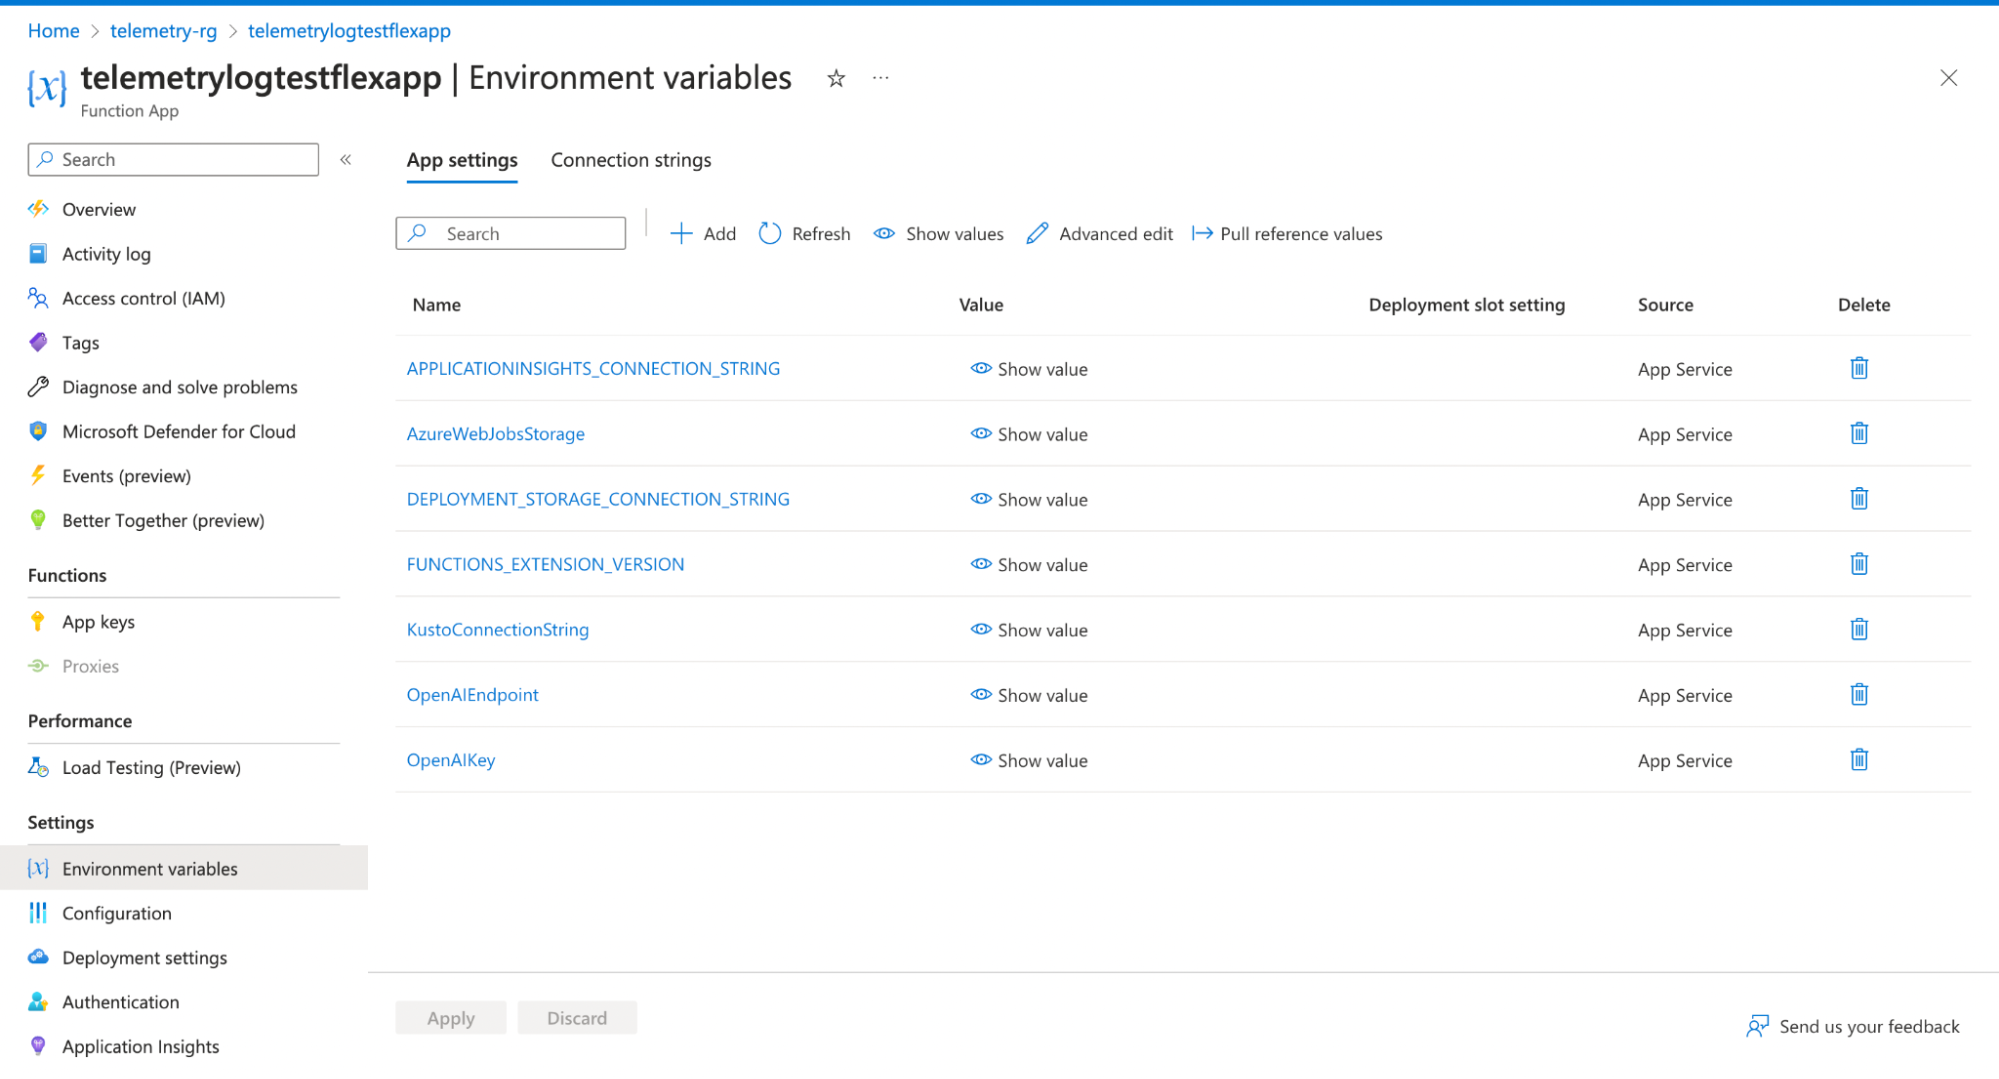 Home > telemetry-rg > telemetrylogtestflexapp
telemetrylogtestflexapp | Environment variables
Function App
Search
Overview
Activity log
Access control (IAM)
Tags
Diagnose and solve problems
Microsoft Defender for Cloud
Events (preview)
Better Together (preview)
Functions
App keys
Proxies
Performance
Load Testing (Preview)
Settings
Environment variables
Configuration
Deployment settings
Authentication
Application Insights
App settings Connection strings
Search Add Refresh Show values Advanced edit Pull reference values
Name Value Deployment slot setting Source Delete
APPLICATIONINSIGHTS_CONNECTION_STRING Show value App Service
AzureWebJobsStorage Show value App Service
DEPLOYMENT_STORAGE_CONNECTION_STRING Show value App Service
FUNCTIONS_EXTENSION_VERSION Show value App Service
KustoConnectionString Show value App Service
OpenAIEndpoint Show value App Service
OpenAIKey Show value App Service
Apply Discard
Send us your feedback